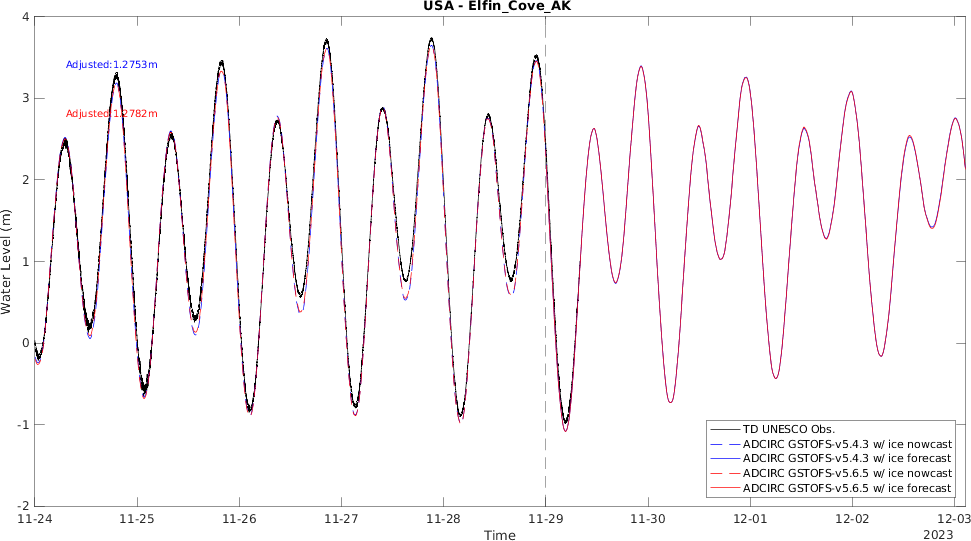 USA - Elfin_Cove_AK
4
3
2
1
0
-1
-2
Water Level (m)
Adjusted:1.2753m
Adjusted:1.2782m
TD UNESCO Obs.
ADCIRC GSTOFS-v5.4.3 w/ ice nowcast
ADCIRC GSTOFS-v5.4.3 w/ ice forecast
ADCIRC GSTOFS-v5.6.5 w/ ice nowcast
ADCIRC GSTOFS-v5.6.5 w/ ice forecast
11-24 11-25 11-26 11-27 11-28 11-29 11-30 12-01 12-02 12-03
Time
2023